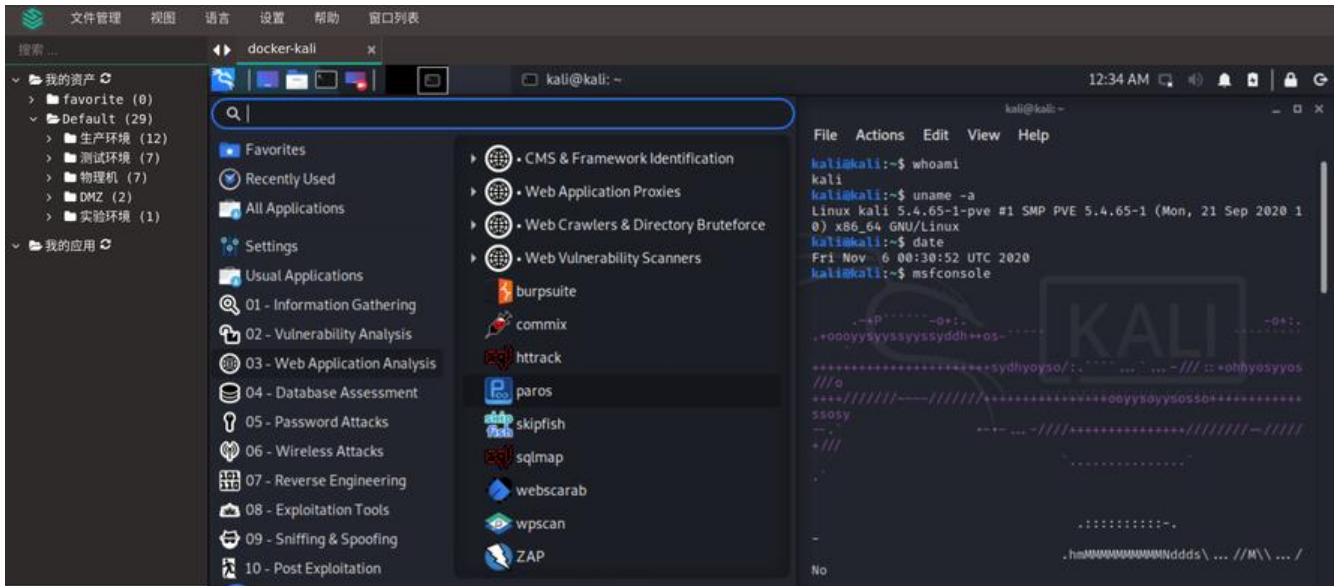 文件管理 视图 语言 设置 帮助 窗口列表
搜索 ...
docker-kali x
我的资产
favorite (0)
Default (29)
生产环境 (12)
测试环境 (7)
物理机 (7)
DMZ (2)
实验环境 (1)
我的应用
kali@kali: ~
12:34 AM
Favorites
Recently Used
All Applications
Settings
Usual Applications
01 - Information Gathering
02 - Vulnerability Analysis
03 - Web Application Analysis
04 - Database Assessment
05 - Password Attacks
06 - Wireless Attacks
07 - Reverse Engineering
08 - Exploitation Tools
09 - Sniffing & Spoofing
10 - Post Exploitation
• CMS & Framework Identification
• Web Application Proxies
• Web Crawlers & Directory Bruteforce
• Web Vulnerability Scanners
burpsuite
commix
httrack
paros
skipfish
sqlmap
webscarab
wpscan
ZAP
kali@kali: ~
File Actions Edit View Help
kali@kali:~$ whoami
kali
kali@kali:~$ uname -a
Linux kali 5.4.65-1-pve #1 SMP PVE 5.4.65-1 (Mon, 21 Sep 2020 1
0) x86_64 GNU/Linux
kali@kali:~$ date
Fri Nov  6 00:30:52 UTC 2020
kali@kali:~$ msfconsole
KALI
No